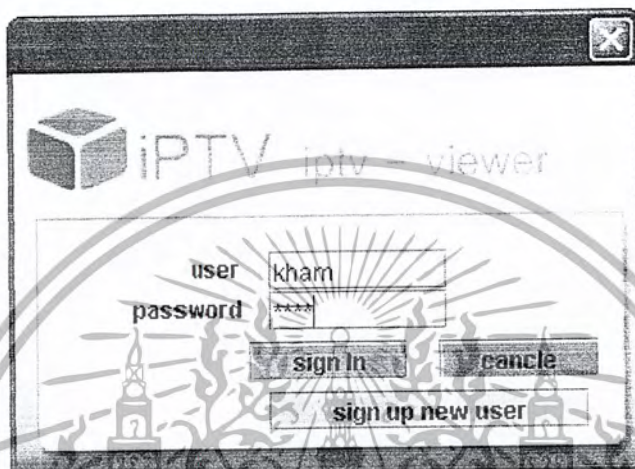 iPTV iptv - viewer
user kham
password ****
sign In cancle
sign up new user